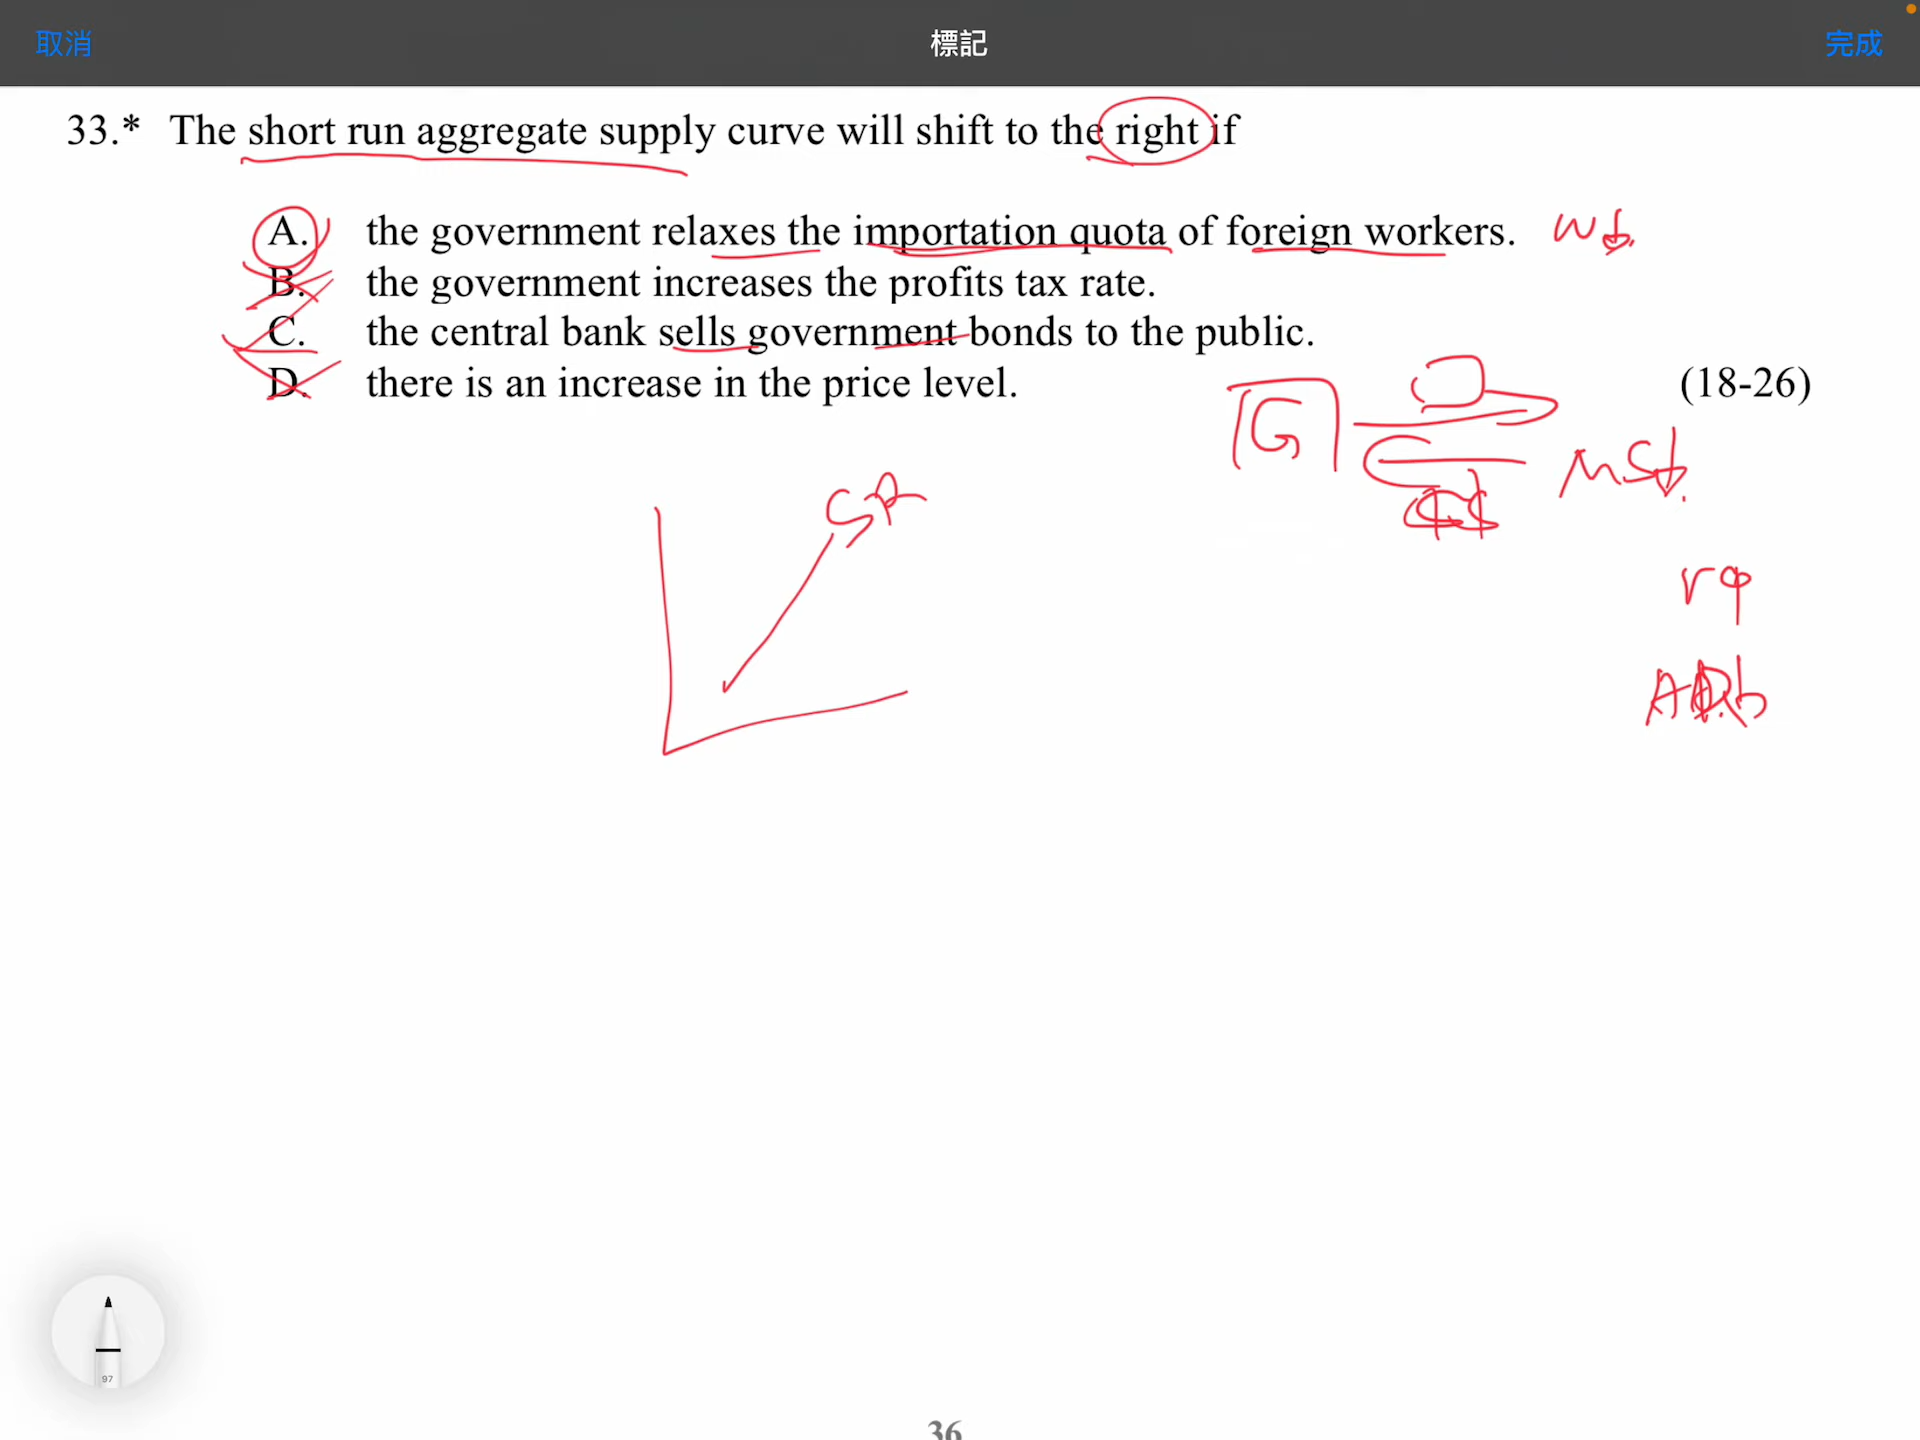 取消 標記 完成
33.* The short run aggregate supply curve will shift to the right if
A. the government relaxes the importation quota of foreign workers. W↓
B. the government increases the profits tax rate.
C. the central bank sells government bonds to the public.
D. there is an increase in the price level. (18-26)
G
MS↓
SA
$$
r↑
97
36